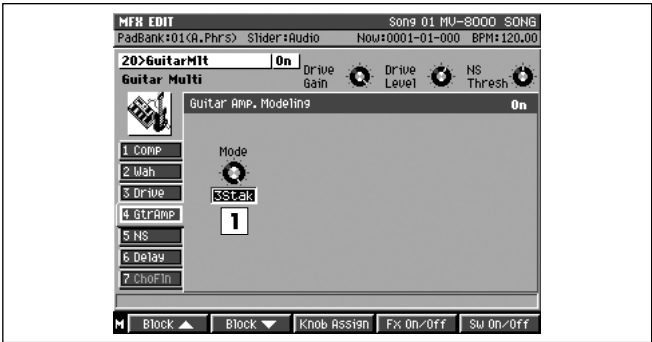 MFX EDIT Song 01 MV-8000 SONG
PadBank:01(A.Phrs) Slider:Audio Now:0001-01-000 BPM:120.00
20>GuitarMlt On
Guitar Multi
Drive Gain
Drive Level
NS Thresh
Guitar Amp. Modeling On
1 Comp
2 Wah
3 Drive
4 GtrAmp
5 NS
6 Delay
7 ChoFln
Mode
3Stak
1
M Block ▲ Block ▼ Knob Assign Fx On/Off Sw On/Off